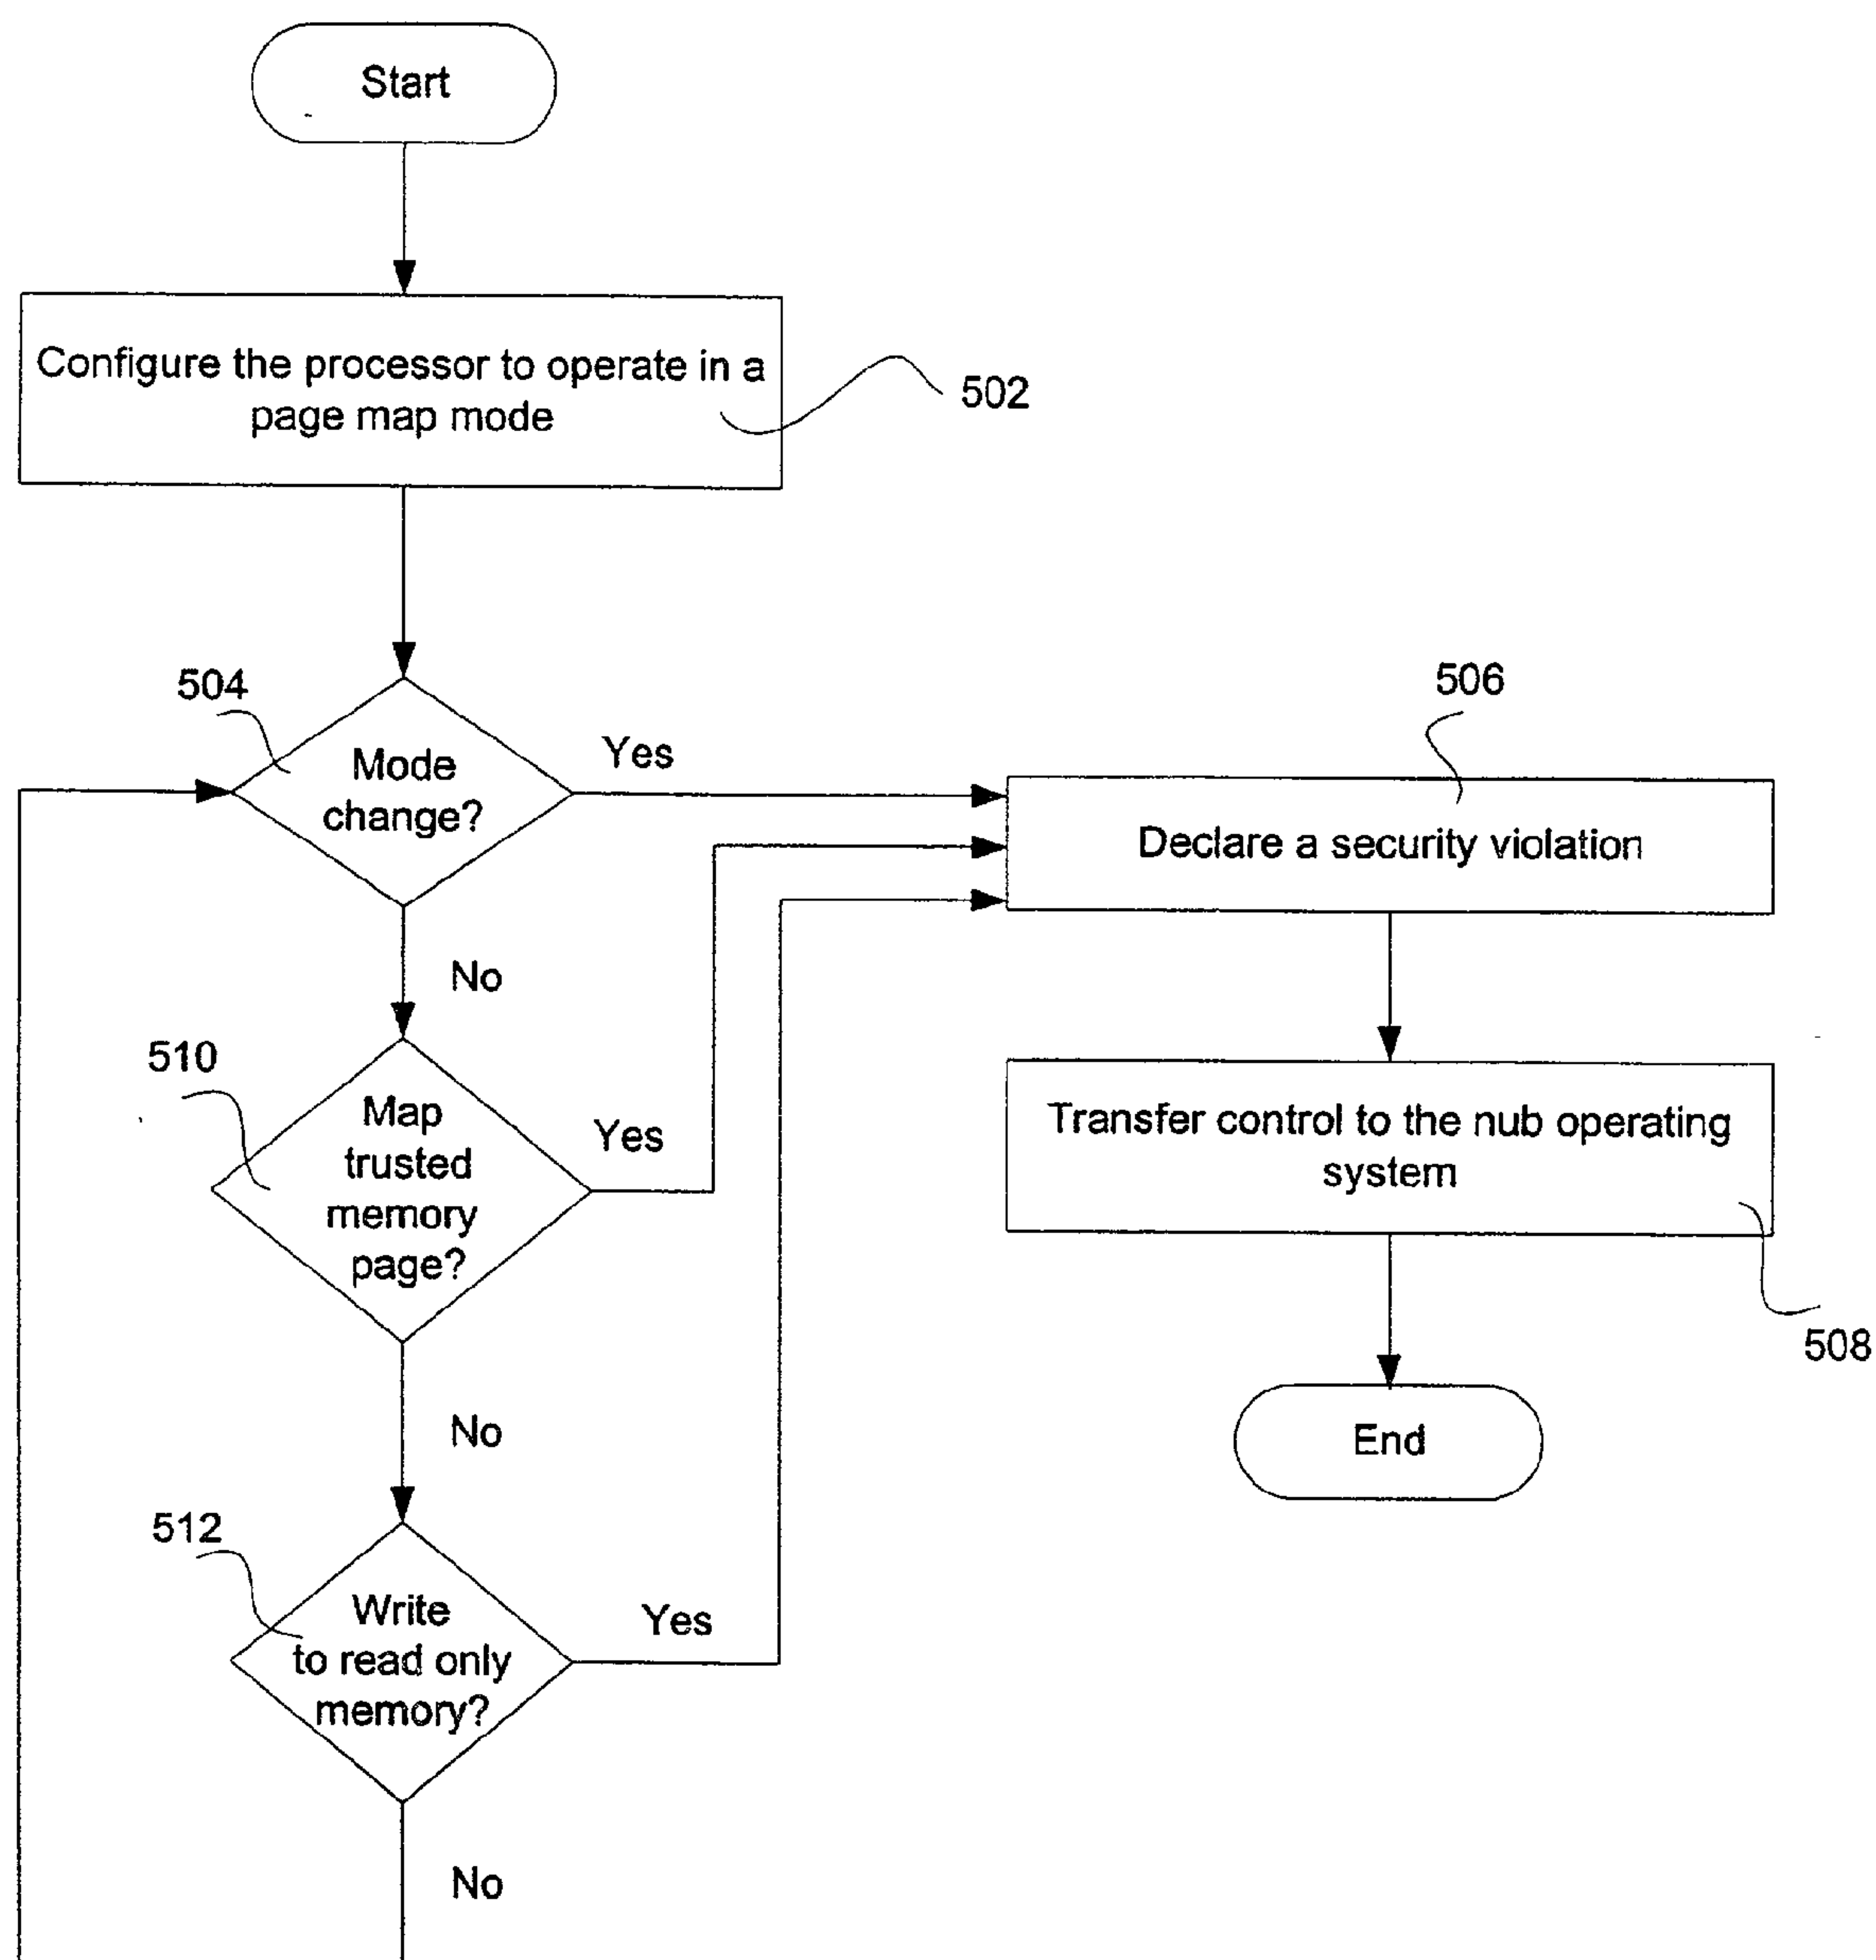 Start
Configure the processor to operate in a
page map mode
502
504
Mode
change?
Yes
506
Declare a security violation
No
510
Map
trusted
memory
page?
Yes
Transfer control to the nub operating
system
508
No
End
512
Write
to read only
memory?
Yes
No